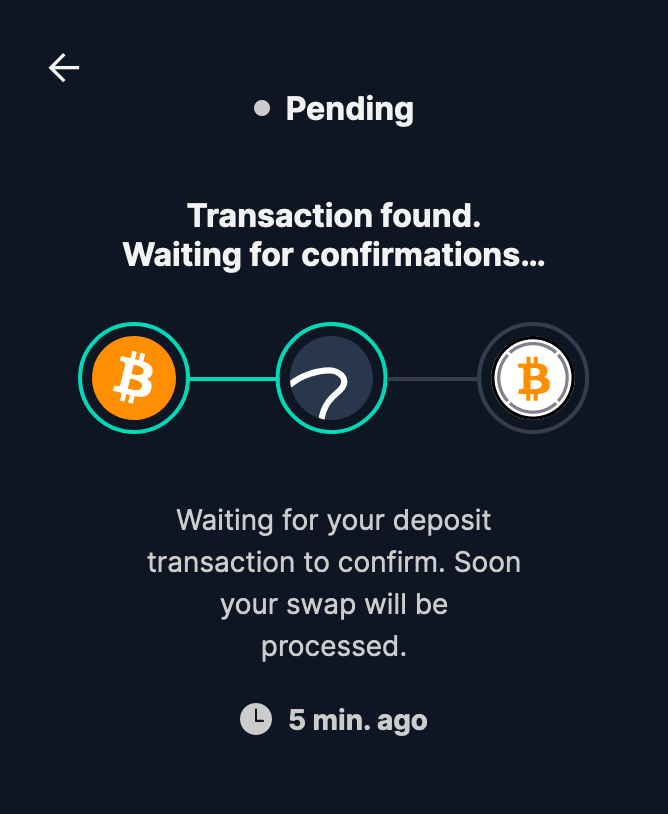 Pending
Transaction found.
Waiting for confirmations...
Waiting for your deposit
transaction to confirm. Soon
your swap will be
processed.
5 min. ago